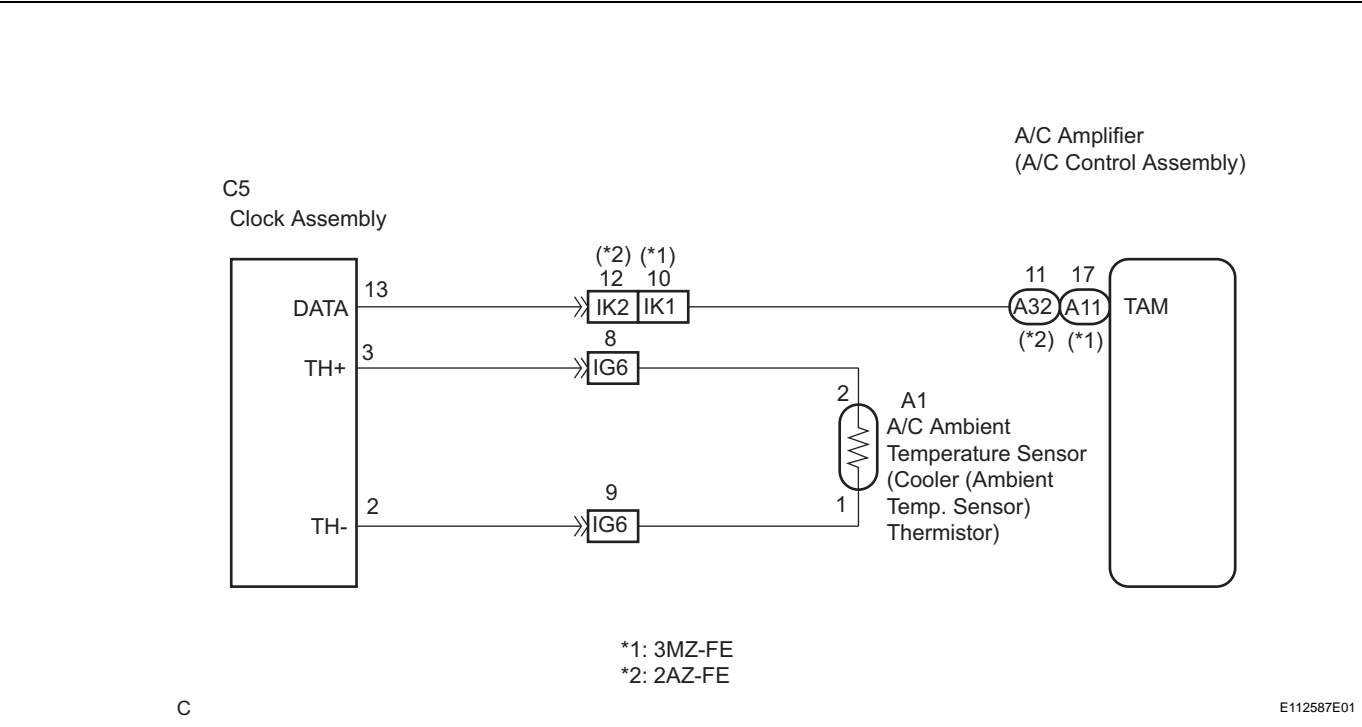 A/C Amplifier
(A/C Control Assembly)
C5
Clock Assembly
(*2) (*1)
12 10
11 17
DATA 13 IK2 IK1 A32 A11 TAM
(*2) (*1)
TH+ 3 8 IG6
2 A1
A/C Ambient
Temperature Sensor
(Cooler (Ambient
Temp. Sensor)
Thermistor)
1
TH- 2 9 IG6
*1: 3MZ-FE
*2: 2AZ-FE
C
E112587E01